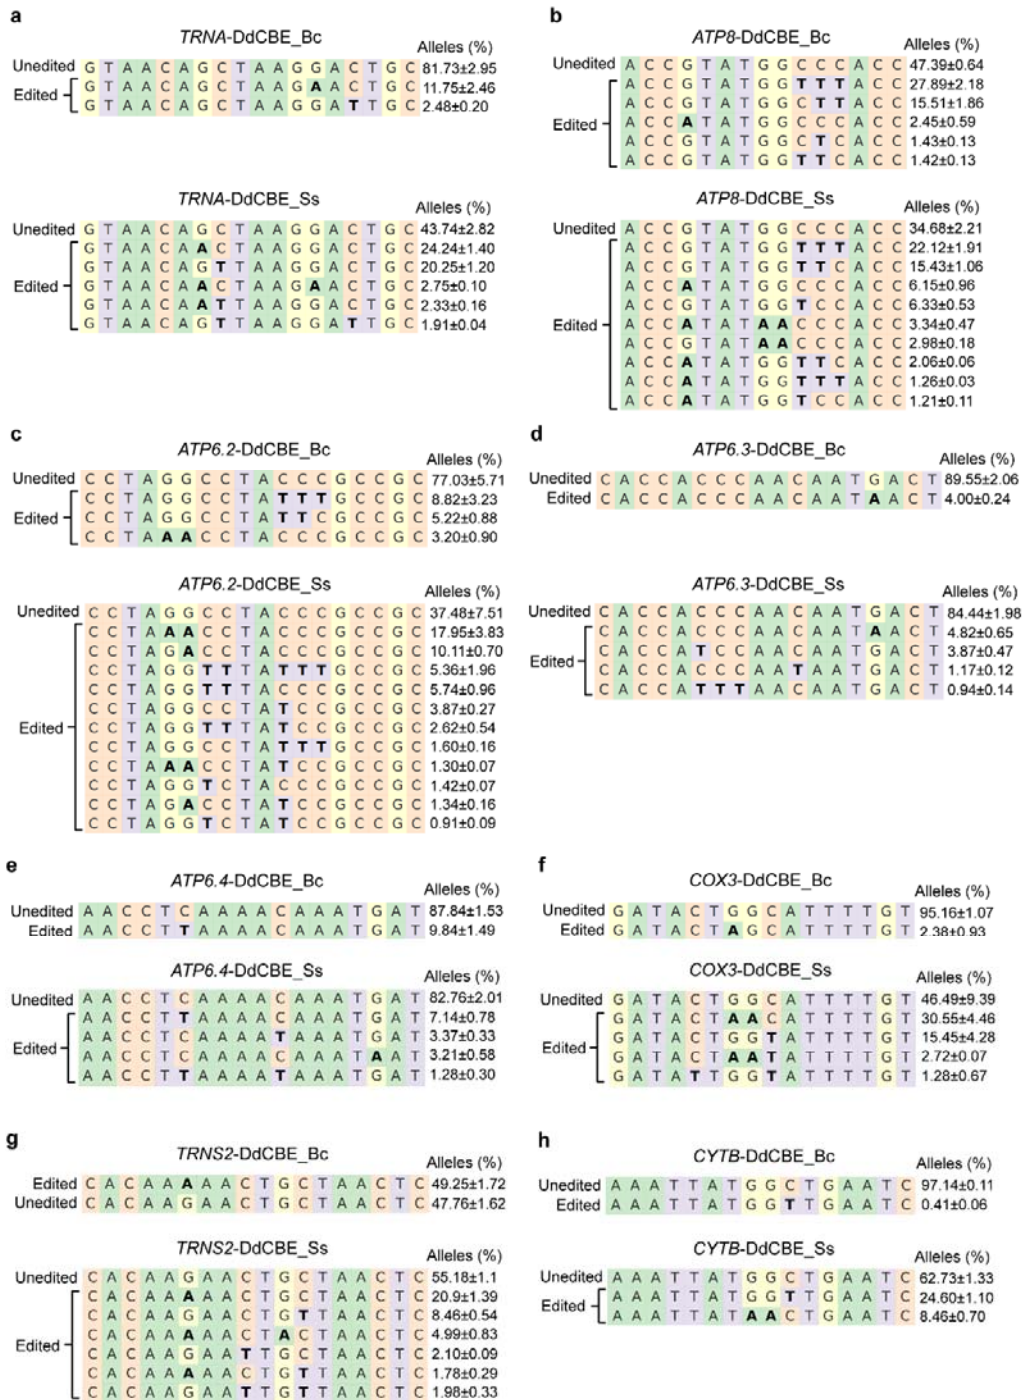 a
TRNA-DdCBE_Bc
Alleles (%)
Unedited G T A A C A G C T A A G G A C T G C 81.73±2.95
Edited G T A A C A G C T A A G A A C T G C 11.75±2.46
G T A A C A G C T A A G G A T T G C 2.48±0.20
TRNA-DdCBE_Ss
Alleles (%)
Unedited G T A A C A G C T A A G G A C T G C 43.74±2.82
G T A A C A A C T A A G G A C T G C 24.24±1.40
G T A A C A G T T A A G G A C T G C 20.25±1.20
Edited G T A A C A A C T A A G A A C T G C 2.75±0.10
G T A A C A A T T A A G G A C T G C 2.33±0.16
G T A A C A G T T A A G G A T T G C 1.91±0.04
b
ATP8-DdCBE_Bc
Alleles (%)
Unedited A C C G T A T G G C C C A C C 47.39±0.64
A C C G T A T G G T T T A C C 27.89±2.18
A C C G T A T G G C T T A C C 15.51±1.86
Edited A C C A T A T G G C C C A C C 2.45±0.59
A C C G T A T G G C T C A C C 1.43±0.13
A C C G T A T G G T T C A C C 1.42±0.13
ATP8-DdCBE_Ss
Alleles (%)
Unedited A C C G T A T G G C C C A C C 34.68±2.21
A C C G T A T G G T T T A C C 22.12±1.91
A C C G T A T G G T T C A C C 15.43±1.06
A C C A T A T G G C C C A C C 6.15±0.96
A C C G T A T G G T C C A C C 6.33±0.53
Edited A C C A T A T A A C C C A C C 3.34±0.47
A C C G T A T A A C C C A C C 2.98±0.18
A C C A T A T G G T T C A C C 2.06±0.06
A C C A T A T G G T T T A C C 1.26±0.03
A C C A T A T G G T C C A C C 1.21±0.11
c
ATP6.2-DdCBE_Bc
Alleles (%)
Unedited C C T A G G C C T A C C C G C C G C 77.03±5.71
C C T A G G C C T A T T T G C C G C 8.82±3.23
Edited C C T A G G C C T A T T C G C C G C 5.22±0.88
C C T A A A C C T A C C C G C C G C 3.20±0.90
ATP6.2-DdCBE_Ss
Alleles (%)
Unedited C C T A G G C C T A C C C G C C G C 37.48±7.51
C C T A A A C C T A C C C G C C G C 17.95±3.83
C C T A G A C C T A C C C G C C G C 10.11±0.70
C C T A G G T T T A T T T G C C G C 5.36±1.96
C C T A G G T T T A C C C G C C G C 5.74±0.96
C C T A G G C C T A T C C G C C G C 3.87±0.27
Edited C C T A G G T T T A T C C G C C G C 2.62±0.54
C C T A G G C C T A T T T G C C G C 1.60±0.16
C C T A A A C C T A T C C G C C G C 1.30±0.07
C C T A G G T C T A C C C G C C G C 1.42±0.07
C C T A G A C C T A T C C G C C G C 1.34±0.16
C C T A G G T C T A T C C G C C G C 0.91±0.09
d
ATP6.3-DdCBE_Bc
Alleles (%)
Unedited C A C C A C C C A A C A A T G A C T 89.55±2.06
Edited C A C C A C C C A A C A A T A A C T 4.00±0.24
ATP6.3-DdCBE_Ss
Alleles (%)
Unedited C A C C A C C C A A C A A T G A C T 84.44±1.98
C A C C A C C C A A C A A T A A C T 4.82±0.65
Edited C A C C A T C C A A C A A T G A C T 3.87±0.47
C A C C A C C C A A T A A T G A C T 1.17±0.12
C A C C A T T T A A C A A T G A C T 0.94±0.14
e
ATP6.4-DdCBE_Bc
Alleles (%)
Unedited A A C C T C A A A A C A A A T G A T 87.84±1.53
Edited A A C C T T A A A A C A A A T G A T 9.84±1.49
ATP6.4-DdCBE_Ss
Alleles (%)
Unedited A A C C T C A A A A C A A A T G A T 82.76±2.01
A A C C T T A A A A C A A A T G A T 7.14±0.78
Edited A A C C T C A A A A T A A A T G A T 3.37±0.33
A A C C T C A A A A C A A A T A A T 3.21±0.58
A A C C T T A A A A T A A A T G A T 1.28±0.30
f
COX3-DdCBE_Bc
Alleles (%)
Unedited G A T A C T G G C A T T T T G T 95.16±1.07
Edited G A T A C T A G C A T T T T G T 2.38±0.93
COX3-DdCBE_Ss
Alleles (%)
Unedited G A T A C T G G C A T T T T G T 46.49±9.39
G A T A C T A A C A T T T T G T 30.55±4.46
Edited G A T A C T G G T A T T T T G T 15.45±4.28
G A T A C T A A T A T T T T G T 2.72±0.07
G A T A T T G G T A T T T T G T 1.28±0.67
g
TRNS2-DdCBE_Bc
Alleles (%)
Edited C A C A A A A A C T G C T A A C T C 49.25±1.72
Unedited C A C A A G A A C T G C T A A C T C 47.76±1.62
TRNS2-DdCBE_Ss
Alleles (%)
Unedited C A C A A G A A C T G C T A A C T C 55.18±1.1
C A C A A A A A C T G C T A A C T C 20.9±1.39
C A C A A G A A C T G T T A A C T C 8.46±0.54
Edited C A C A A A A A C T A C T A A C T C 4.99±0.83
C A C A A G A A T T G C T A A C T C 2.10±0.09
C A C A A A A A C T G T T A A C T C 1.78±0.29
C A C A A G A A T T G T T A A C T C 1.98±0.33
h
CYTB-DdCBE_Bc
Alleles (%)
Unedited A A A T T A T G G C T G A A T C 97.14±0.11
Edited A A A T T A T G G T T G A A T C 0.41±0.06
CYTB-DdCBE_Ss
Alleles (%)
Unedited A A A T T A T G G C T G A A T C 62.73±1.33
Edited A A A T T A T G G T T G A A T C 24.60±1.10
A A A T T A T A A C T G A A T C 8.46±0.70